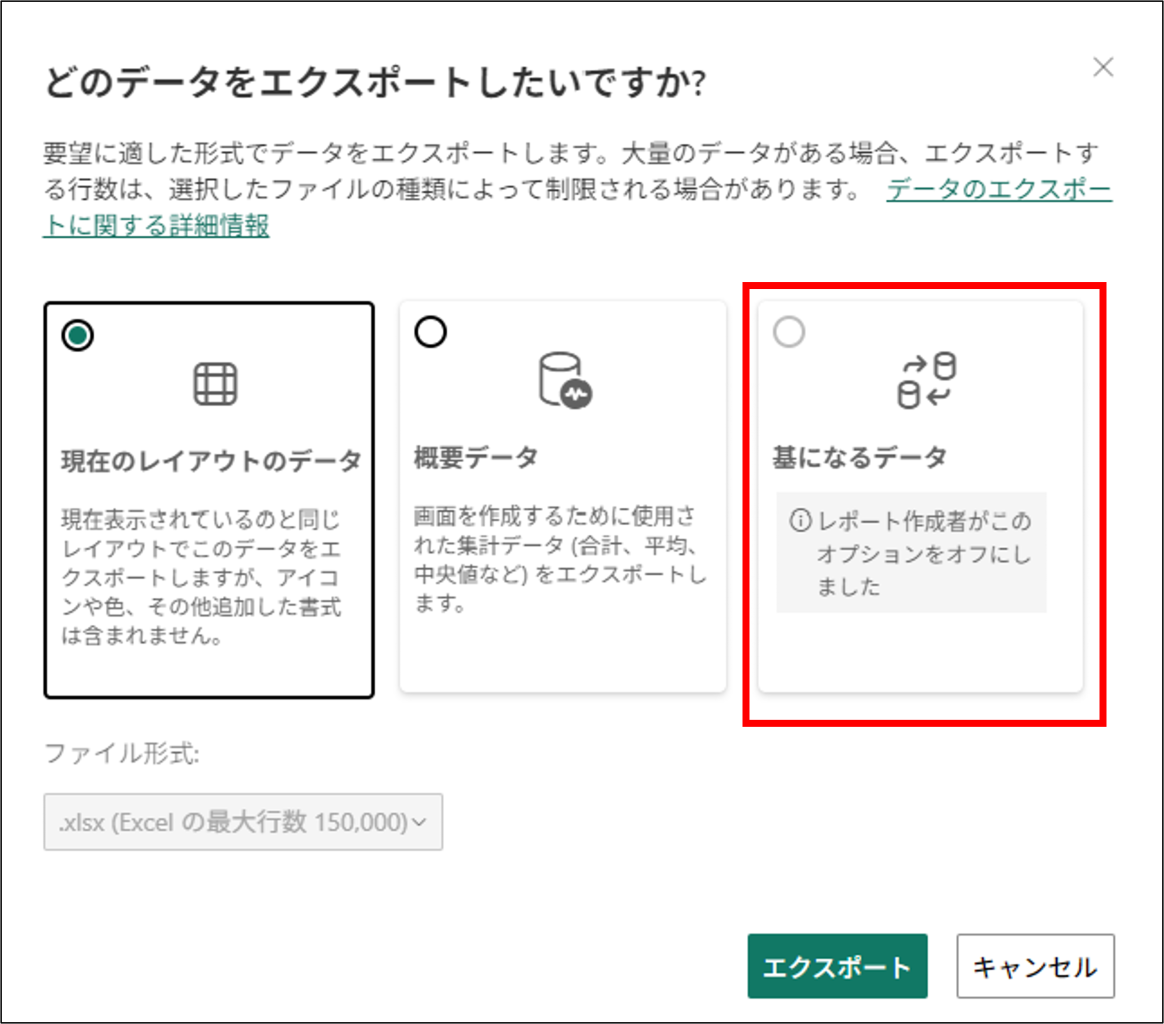 どのデータをエクスポートしたいですか?
要望に適した形式でデータをエクスポートします。大量のデータがある場合、エクスポートす
る行数は、選択したファイルの種類によって制限される場合があります。 データのエクスポー
トに関する詳細情報
現在のレイアウトのデータ
現在表示されているのと同じ
レイアウトでこのデータをエ
クスポートしますが、アイコ
ンや色、その他追加した書式
は含まれません。
概要データ
画面を作成するために使用さ
れた集計データ (合計、平均、
中央値など) をエクスポートし
ます。
基になるデータ
レポート作成者がこの
オプションをオフにし
ました
ファイル形式:
.xlsx (Excel の最大行数 150,000)
エクスポート
キャンセル